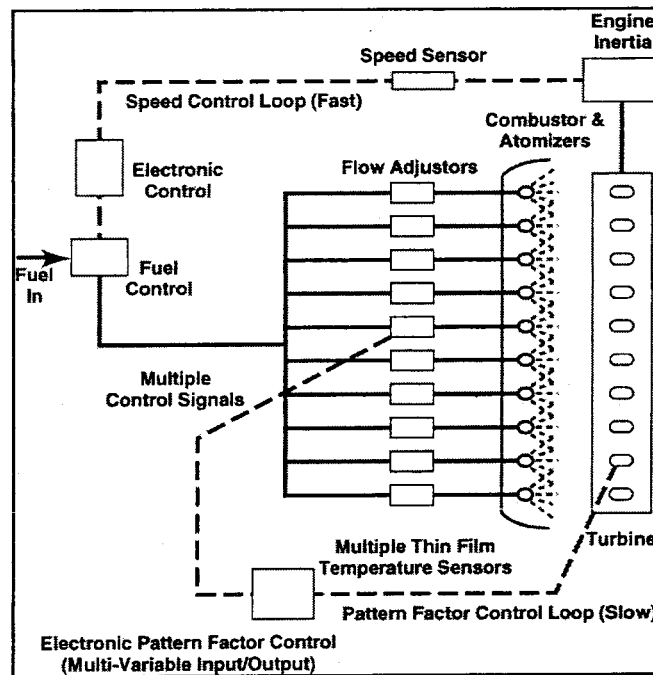 Engine
Inertia
Speed Sensor
Speed Control Loop (Fast)
Combustor &
Atomizers
Electronic
Control
Flow Adjustors
Fuel
In
Fuel
Control
Multiple
Control Signals
Multiple Thin Film
Temperature Sensors
Turbine
Pattern Factor Control Loop (Slow)
Electronic Pattern Factor Control
(Multi-Variable Input/Output)